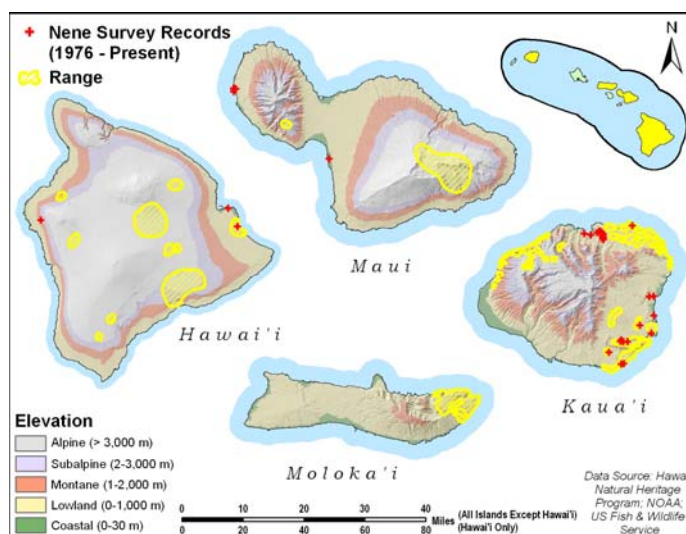 Nene Survey Records
(1976 - Present)
Range
N
Maui
Hawai'i
Kaua'i
Moloka'i
Elevation
Alpine (> 3,000 m)
Subalpine (2-3,000 m)
Montane (1-2,000 m)
Lowland (0-1,000 m)
Coastal (0-30 m)
0 10 20 30 40
Miles
(All Islands Except Hawai'i)
(Hawai'i Only)
0 20 40 60 80
Data Source: Hawai
Natural Heritage
Program; NOAA;
US Fish & Wildlife
Service